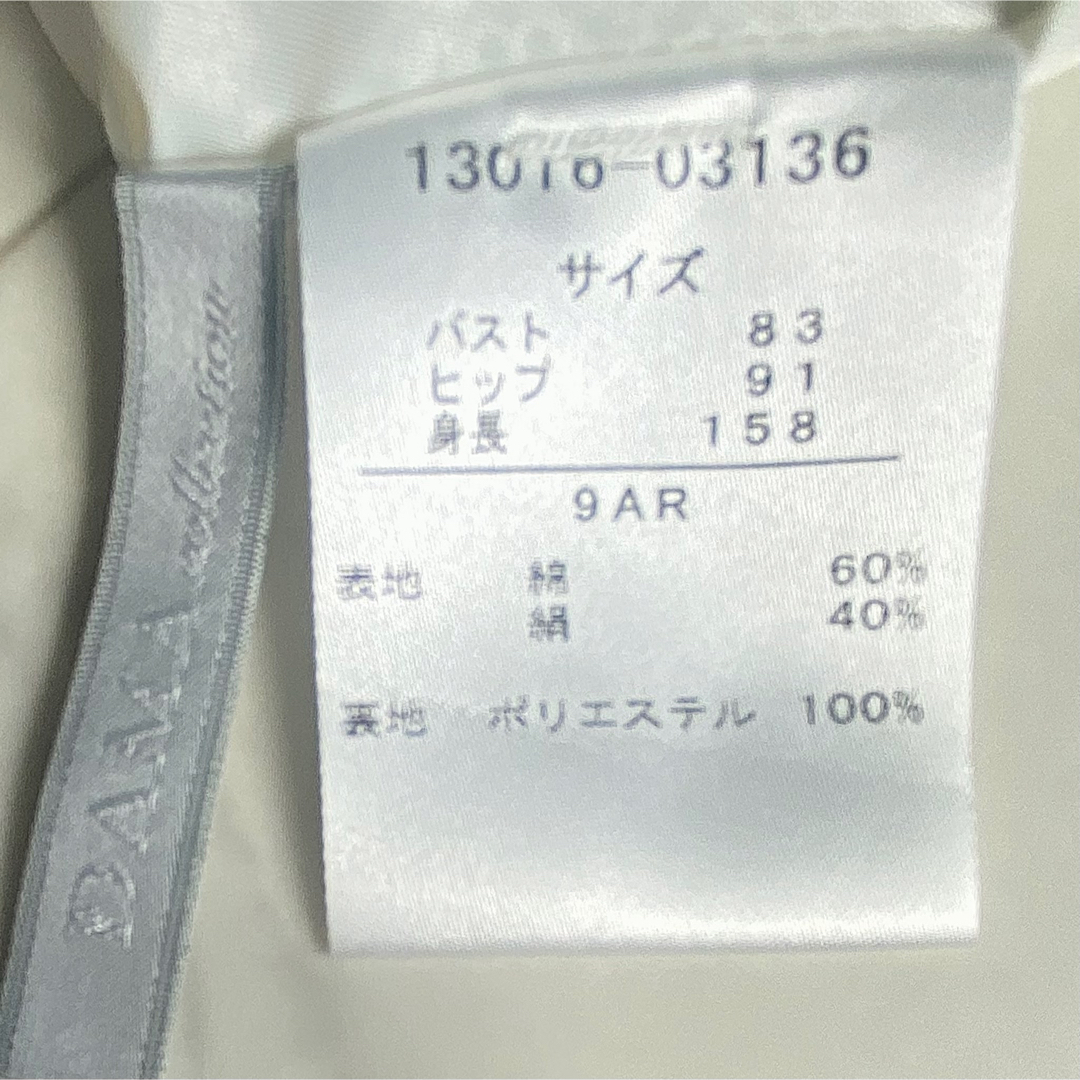 13016-03136
サイズ
バスト 83
ヒップ 91
身長 158
9AR
表地 綿 60%
絹 40%
裏地 ポリエステル 100%
DAMA collection